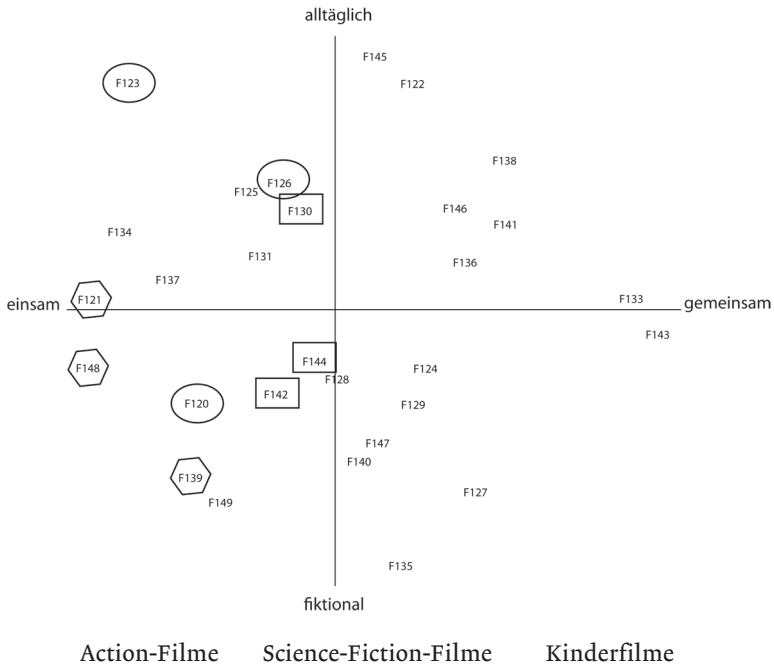 alltäglich
F145
F123
F122
F138
F126
F125
F146
F130
F141
F134
F131
F136
F137
F121
F133
einsam
gemeinsam
F143
F144
F148
F124
F128
F142
F120
F129
F147
F140
F139
F127
F149
F135
fiktional
Action-Filme Science-Fiction-Filme Kinderfilme